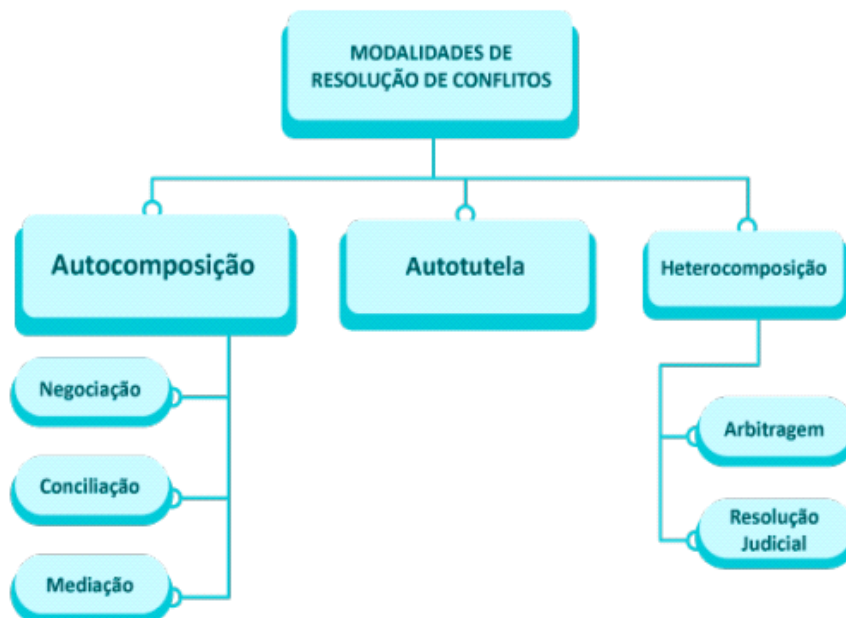 MODALIDADES DE
RESOLUÇÃO DE CONFLITOS
Autocomposição
Autotutela
Heterocomposição
Negociação
Conciliação
Mediação
Arbitragem
Resolução
Judicial